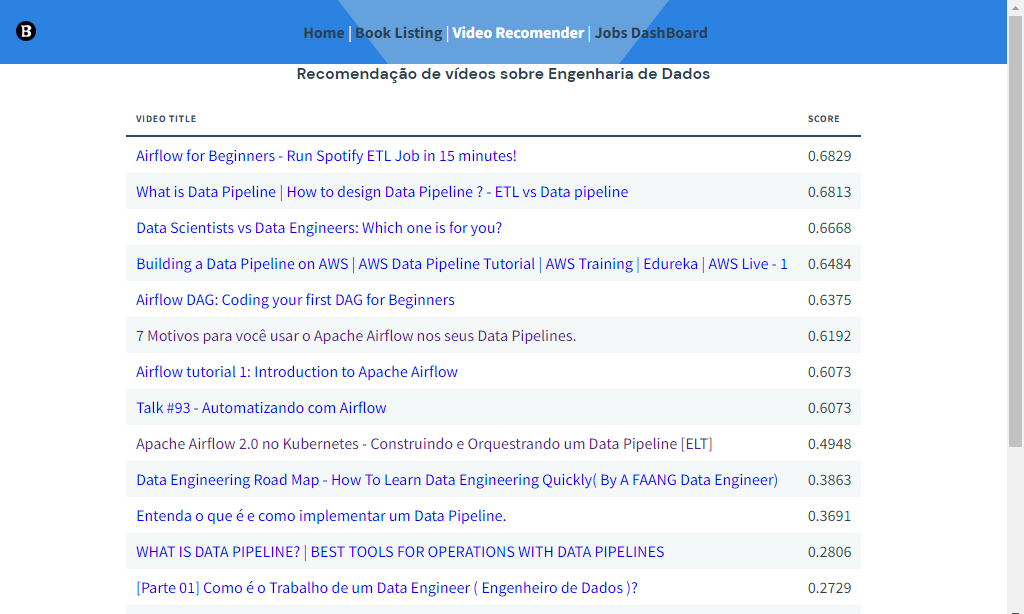 B
Home | Book Listing | Video Recomender | Jobs DashBoard
Recomendação de vídeos sobre Engenharia de Dados
VIDEO TITLE SCORE
Airflow for Beginners - Run Spotify ETL Job in 15 minutes! 0.6829
What is Data Pipeline | How to design Data Pipeline ? - ETL vs Data pipeline 0.6813
Data Scientists vs Data Engineers: Which one is for you? 0.6668
Building a Data Pipeline on AWS | AWS Data Pipeline Tutorial | AWS Training | Edureka | AWS Live - 1 0.6484
Airflow DAG: Coding your first DAG for Beginners 0.6375
7 Motivos para você usar o Apache Airflow nos seus Data Pipelines. 0.6192
Airflow tutorial 1: Introduction to Apache Airflow 0.6073
Talk #93 - Automatizando com Airflow 0.6073
Apache Airflow 2.0 no Kubernetes - Construindo e Orquestrando um Data Pipeline [ELT] 0.4948
Data Engineering Road Map - How To Learn Data Engineering Quickly( By A FAANG Data Engineer) 0.3863
Entenda o que é e como implementar um Data Pipeline. 0.3691
WHAT IS DATA PIPELINE? | BEST TOOLS FOR OPERATIONS WITH DATA PIPELINES 0.2806
[Parte 01] Como é o Trabalho de um Data Engineer ( Engenheiro de Dados )? 0.2729